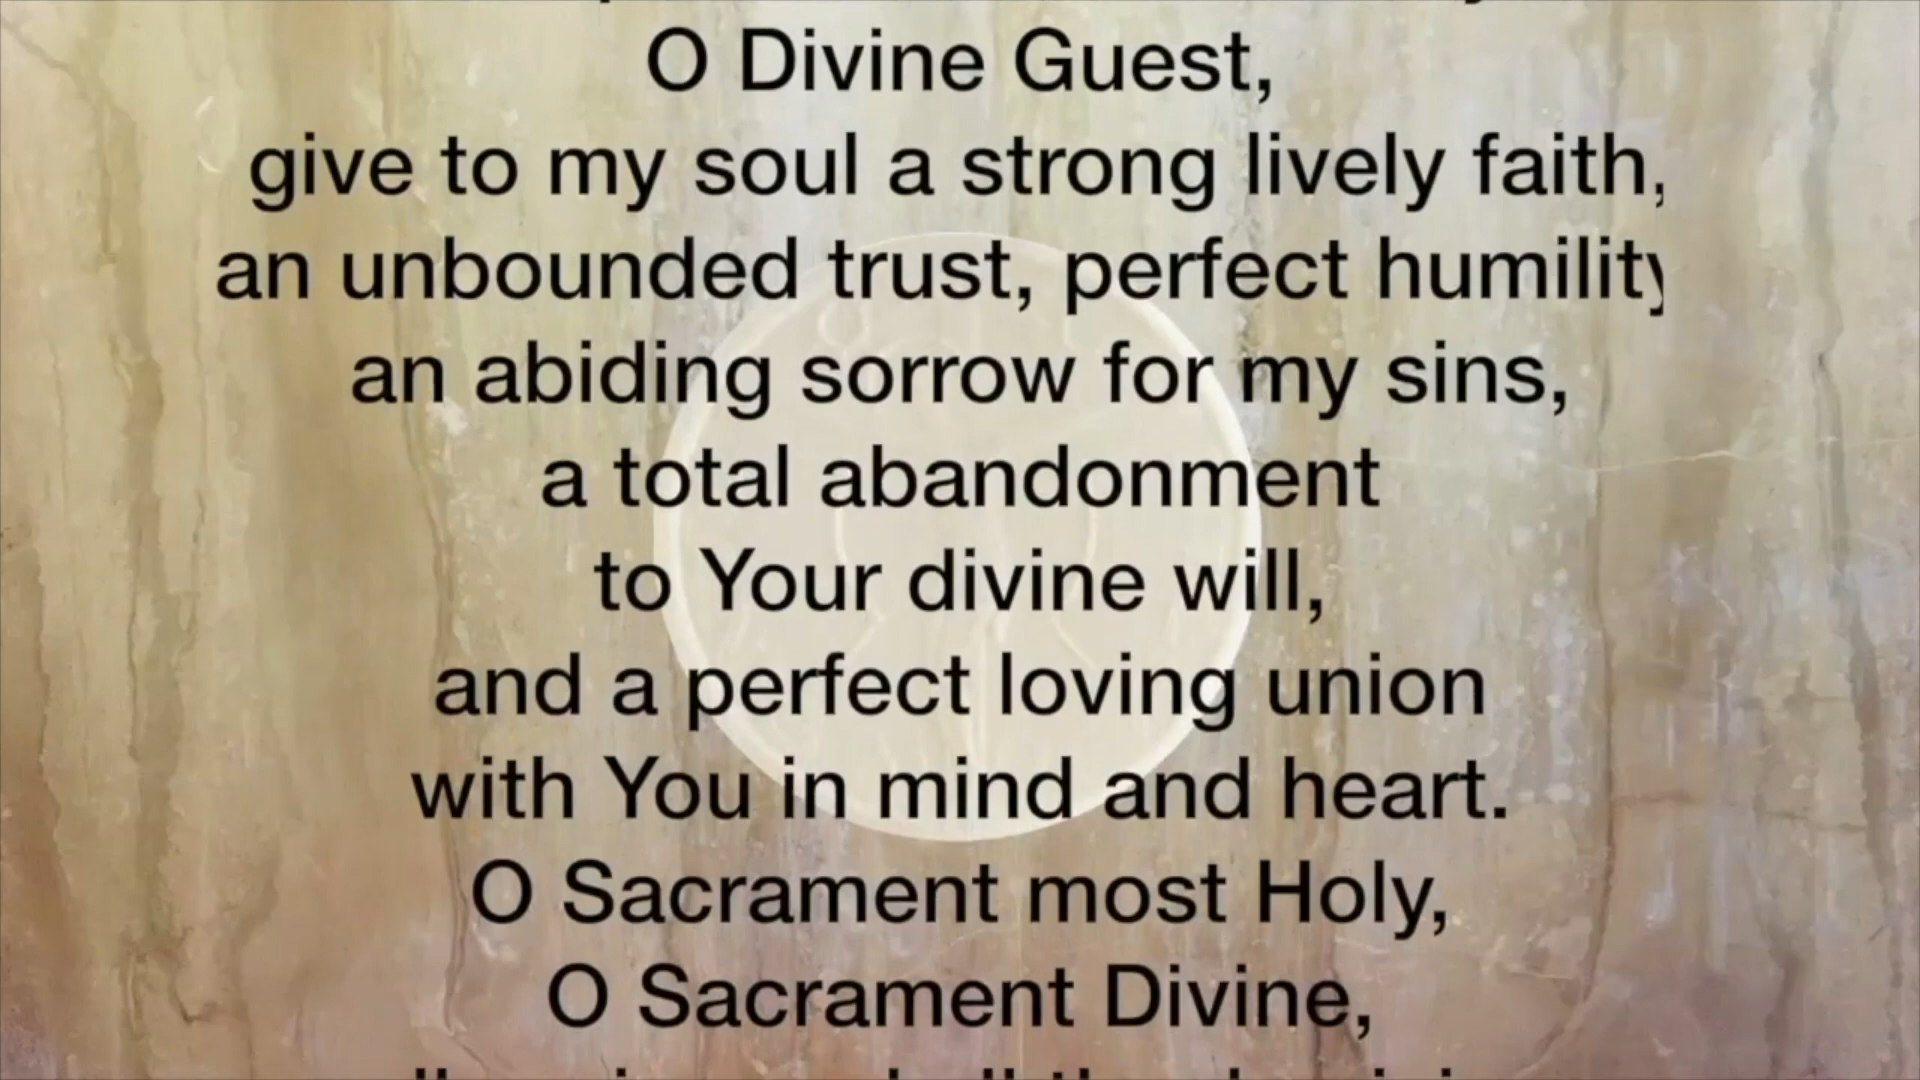 O Divine Guest,
give to my soul a strong lively faith,
an unbounded trust, perfect humility
an abiding sorrow for my sins,
a total abandonment
to Your divine will,
and a perfect loving union
with You in mind and heart.
O Sacrament most Holy,
O Sacrament Divine,